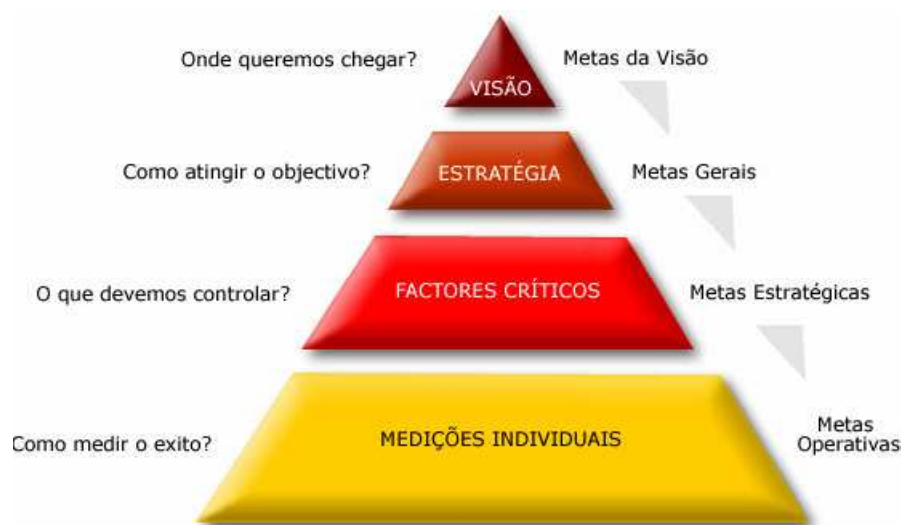 Onde queremos chegar?
VISÃO
Metas da Visão
Como atingir o objectivo?
ESTRATÉGIA
Metas Gerais
O que devemos controlar?
FACTORES CRÍTICOS
Metas Estratégicas
Como medir o exito?
MEDIÇÕES INDIVIDUAIS
Metas
Operativas